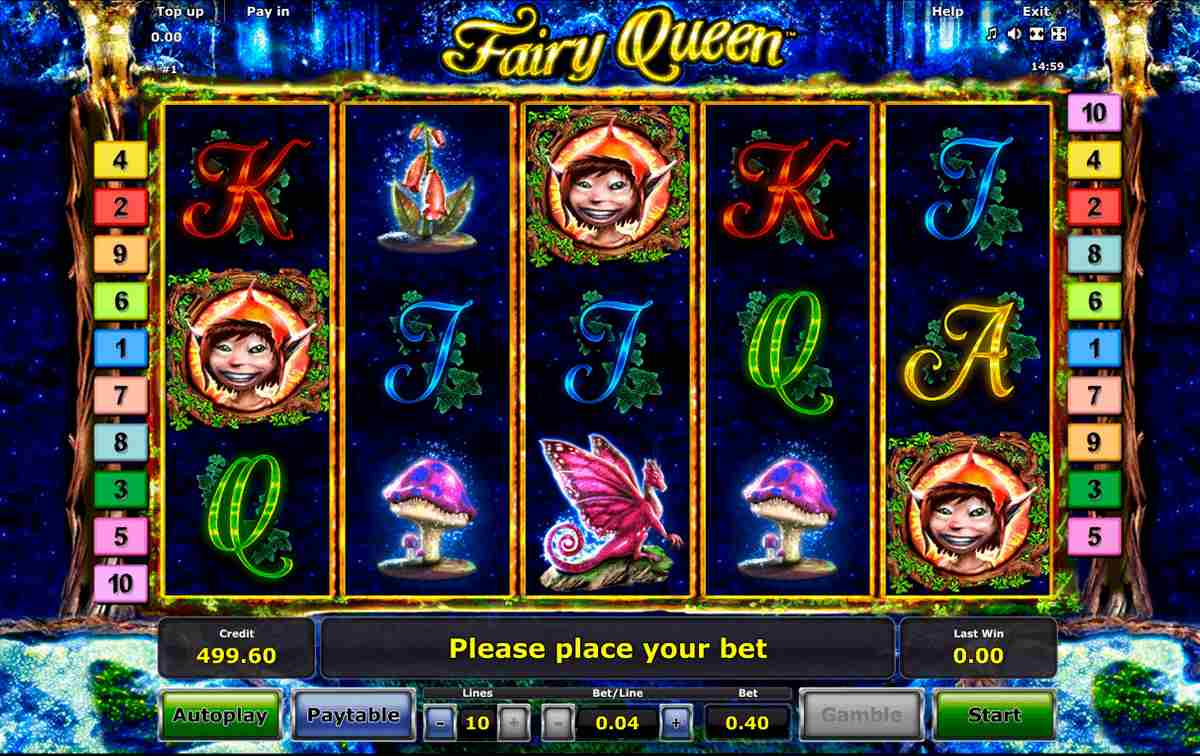 Top up
Pay in
Fairy Queen™
Help
Exit
0.00
#1
14:59
4
2
9
6
1
7
8
3
5
10
K
K
J
J
J
Q
A
Q
10
4
2
8
6
1
7
9
3
5
Credit
499.60
Please place your bet
Last Win
0.00
Autoplay
Paytable
Lines
- 10 +
Bet/Line
- 0.04 +
Bet
0.40
Gamble
Start